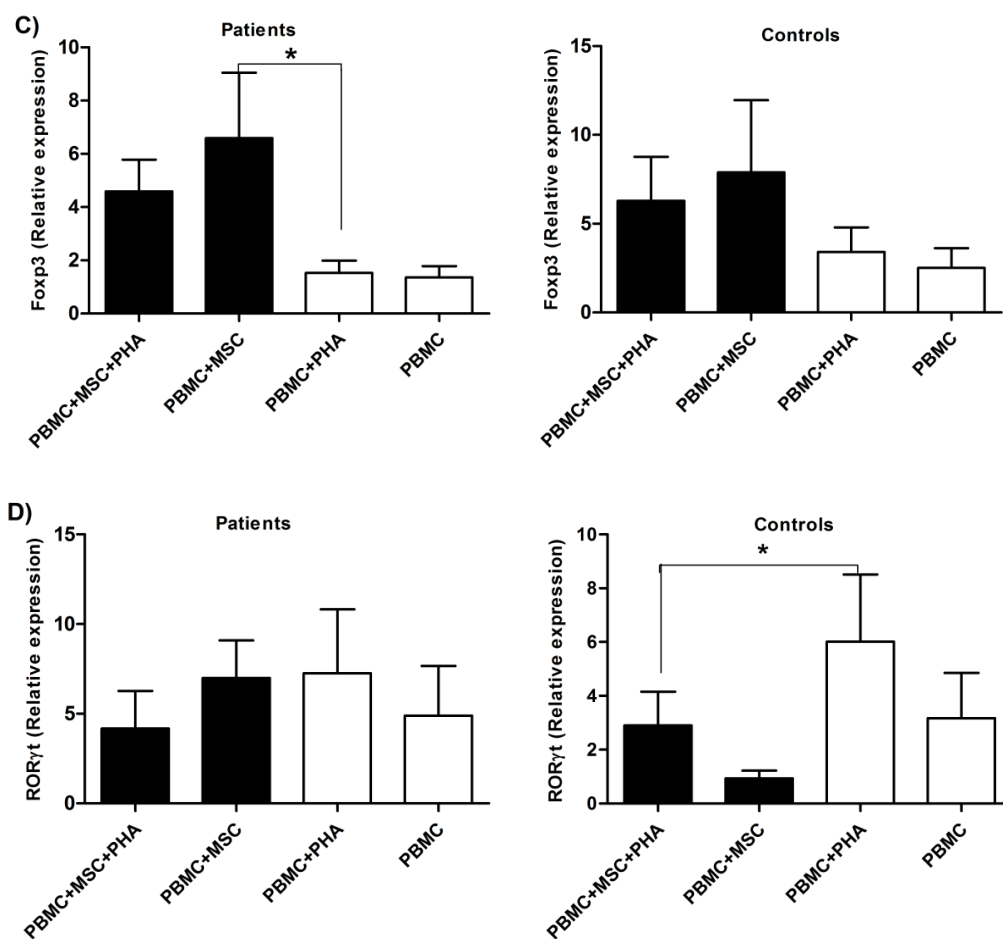 C)
Patients
Foxp3 (Relative expression)
10
8
6
4
2
0
*
PBMC+MSC+PHA
PBMC+MSC
PBMC+PHA
PBMC
Controls
Foxp3 (Relative expression)
15
10
5
0
PBMC+MSC+PHA
PBMC+MSC
PBMC+PHA
PBMC
D)
Patients
RORγt (Relative expression)
15
10
5
0
PBMC+MSC+PHA
PBMC+MSC
PBMC+PHA
PBMC
Controls
RORγt (Relative expression)
10
8
6
4
2
0
*
PBMC+MSC+PHA
PBMC+MSC
PBMC+PHA
PBMC